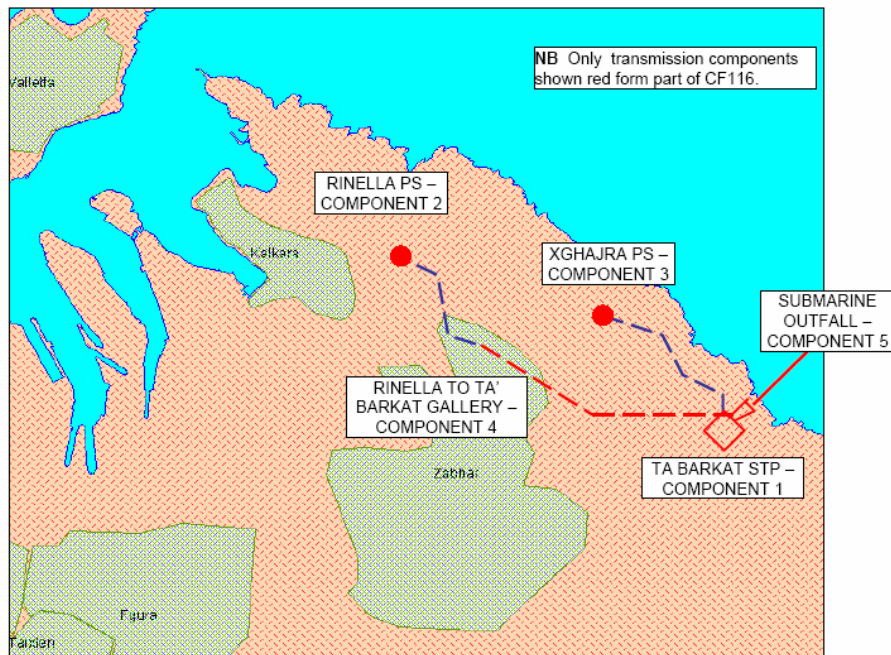 NB Only transmission components
shown red form part of CF116.
Valletta
RINELLA PS –
COMPONENT 2
Kalkara
XGHAJRA PS –
COMPONENT 3
SUBMARINE
OUTFALL –
COMPONENT 5
RINELLA TO TA’
BARKAT GALLERY –
COMPONENT 4
TA BARKAT STP –
COMPONENT 1
Zabbar
Fgura
Tarxien